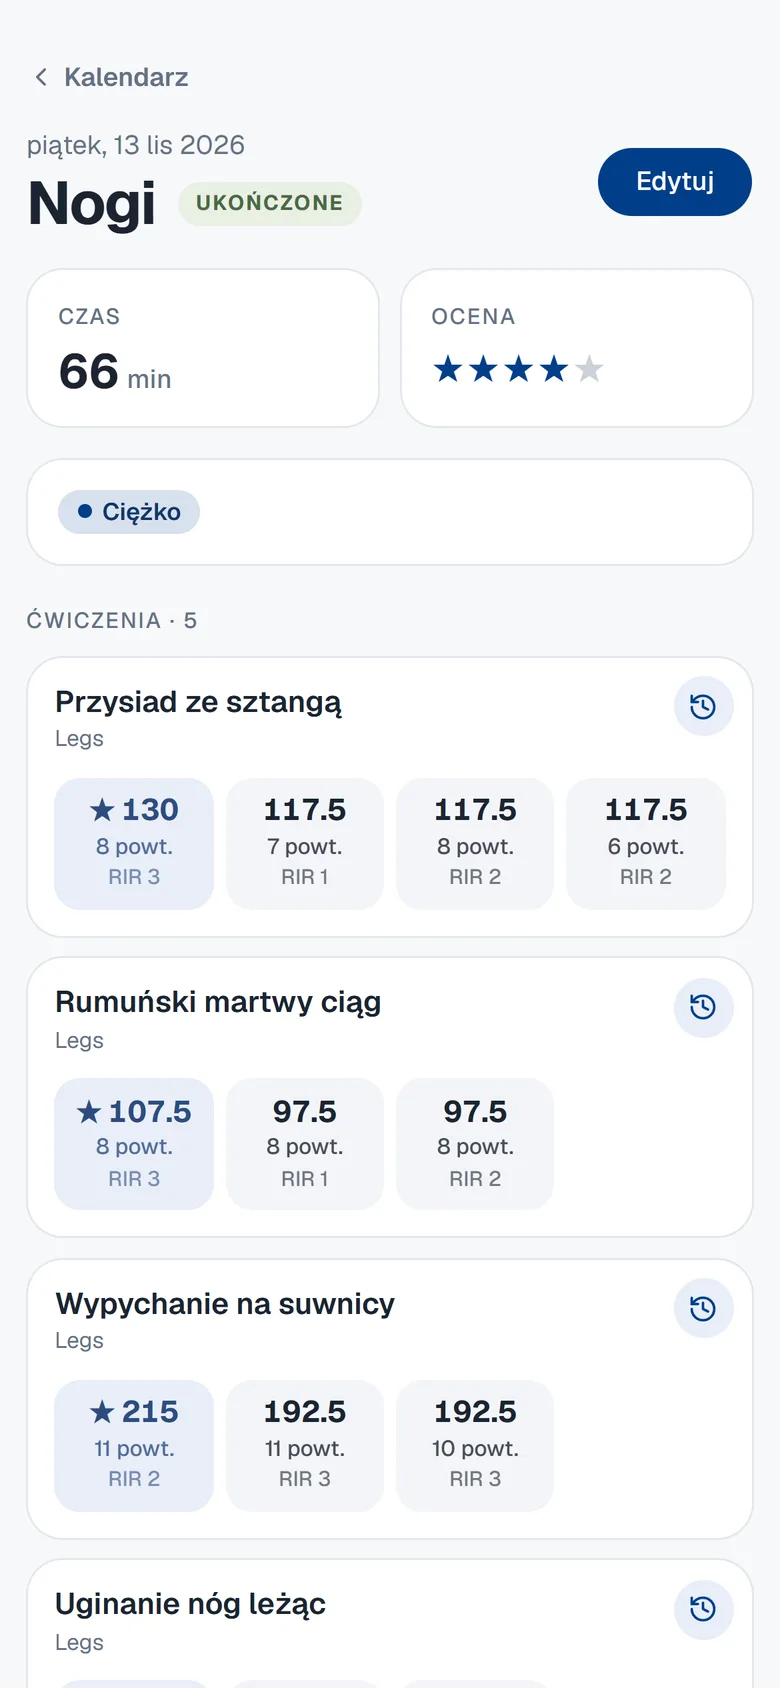 Kalendarz
piątek, 13 lis 2026
Nogi UKOŃCZONE
Edytuj
CZAS
66 min
OCENA
★★★★★
Ciężko
ĆWICZENIA · 5
Przysiad ze sztangą
Legs
★ 130 117.5 117.5 117.5
8 powt. 7 powt. 8 powt. 6 powt.
RIR 3 RIR 1 RIR 2 RIR 2
Rumuński martwy ciąg
Legs
★ 107.5 97.5 97.5
8 powt. 8 powt. 8 powt.
RIR 3 RIR 1 RIR 2
Wypychanie na suwnicy
Legs
★ 215 192.5 192.5
11 powt. 11 powt. 10 powt.
RIR 2 RIR 3 RIR 3
Uginanie nóg leżąc
Legs